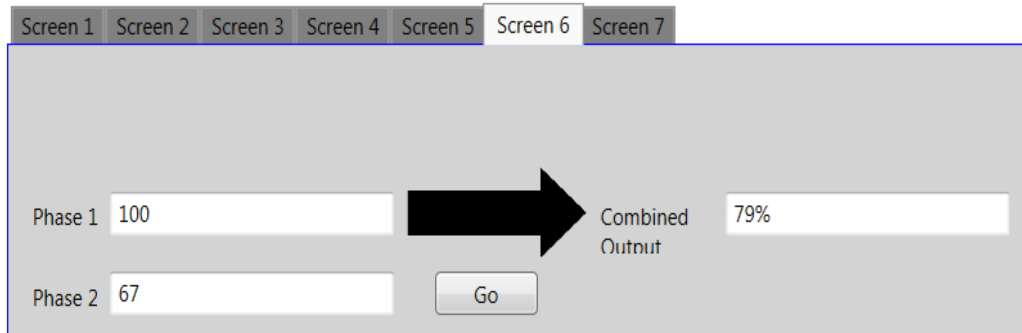 Screen 1 Screen 2 Screen 3 Screen 4 Screen 5 Screen 6 Screen 7
Phase 1 100 Combined 79%
Output
Phase 2 67 Go